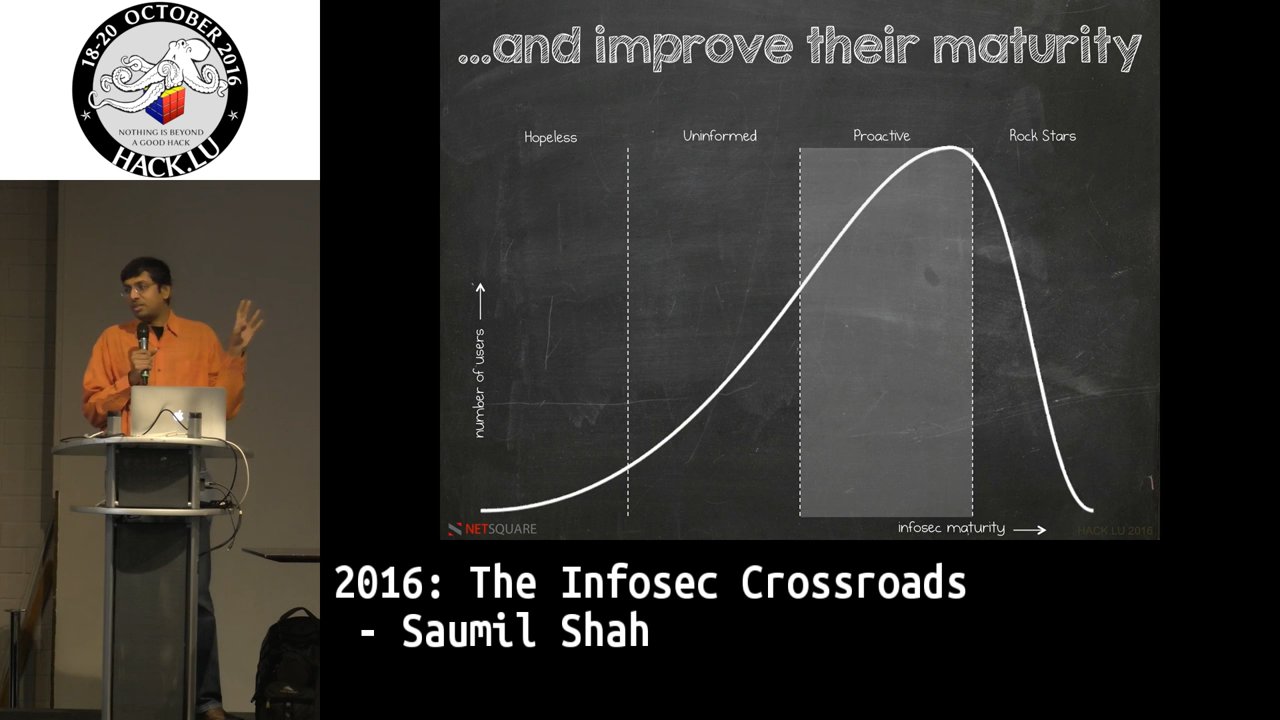 18-20 OCTOBER 2016
NOTHING IS BEYOND
A GOOD HACK
HACK.LU
...and improve their maturity
Hopeless
Uninformed
Proactive
Rock Stars
number of users
infosec maturity
NETSQUARE
HACK.LU 2016
2016: The Infosec Crossroads
- Saumil Shah